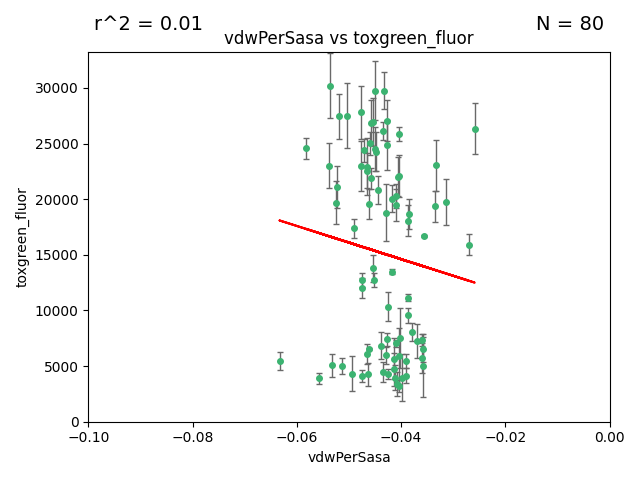 r^2 = 0.01
N = 80
vdwPerSasa vs toxgreen_fluor
30000
25000
20000
15000
10000
5000
0
toxgreen_fluor
−0.10
−0.08
−0.06
−0.04
−0.02
0.00
vdwPerSasa